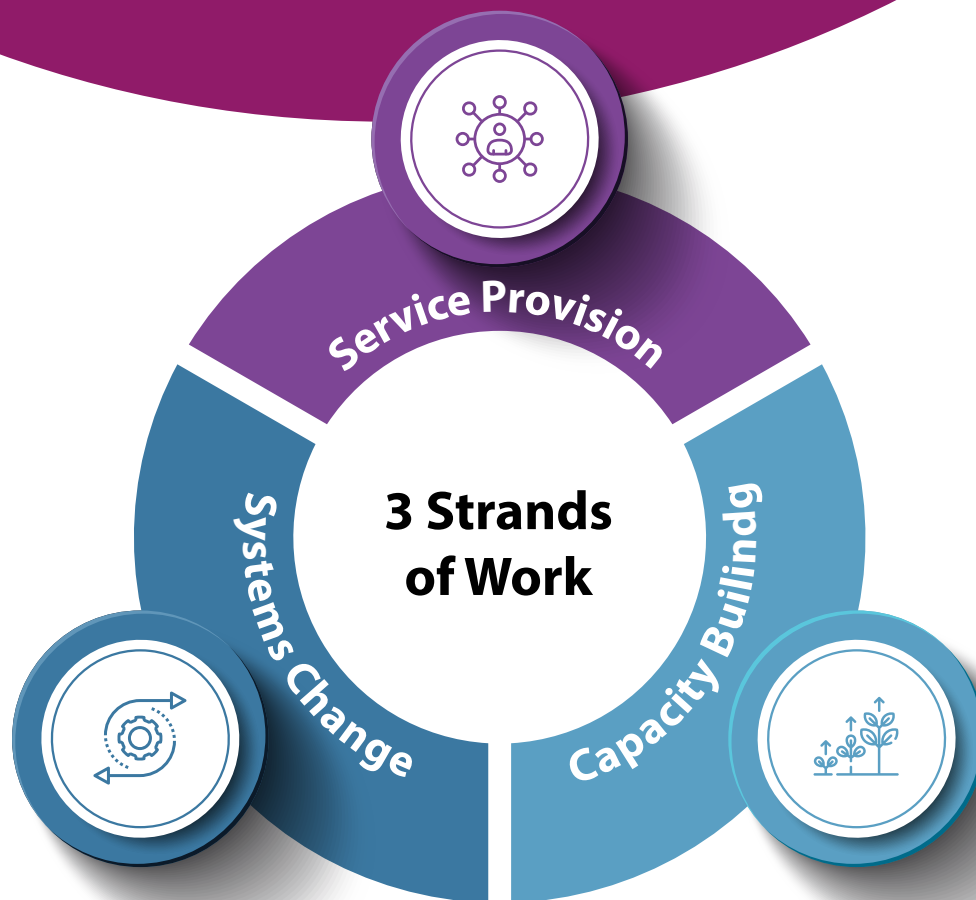 Service Provision
3 Strands
of Work
Systems Change
Capacity Builindg